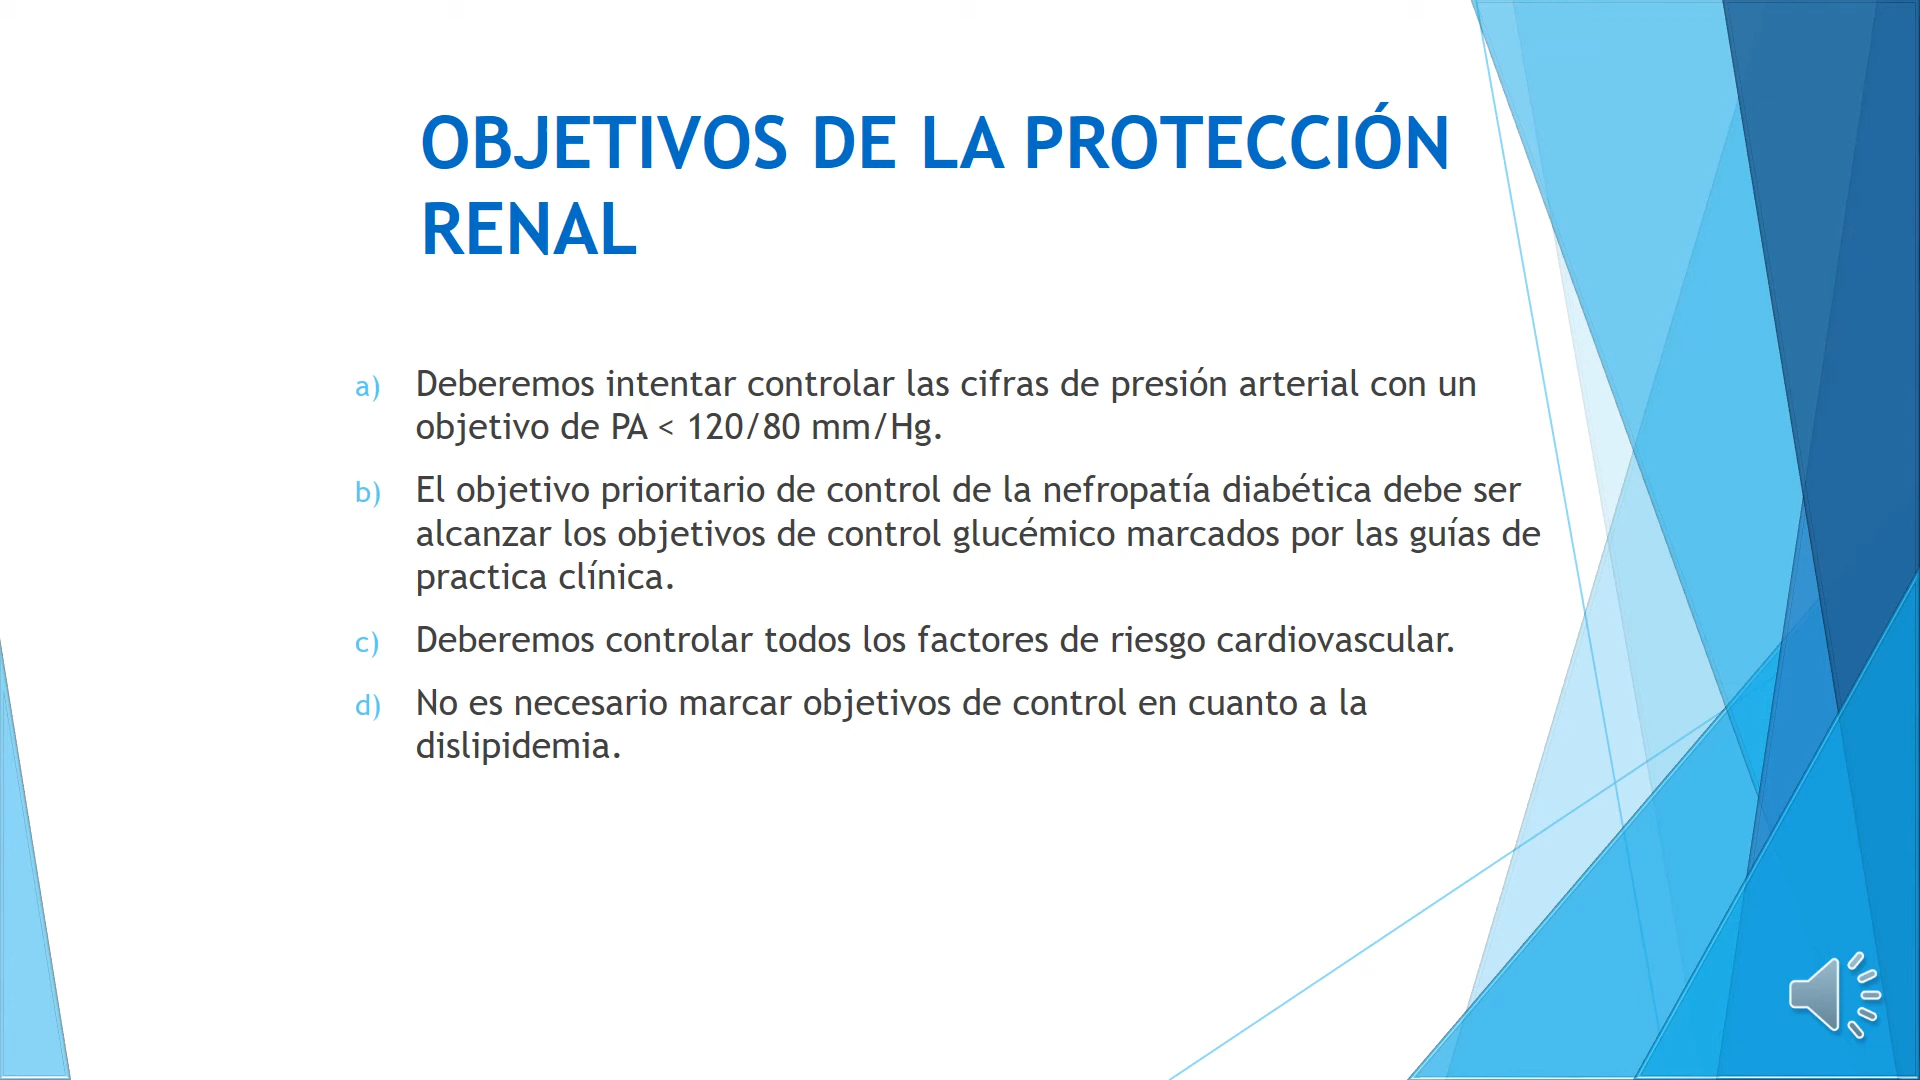 OBJETIVOS DE LA PROTECCIÓN
RENAL
a) Deberemos intentar controlar las cifras de presión arterial con un
objetivo de PA < 120/80 mm/Hg.
b) El objetivo prioritario de control de la nefropatía diabética debe ser
alcanzar los objetivos de control glucémico marcados por las guías de
practica clínica.
c) Deberemos controlar todos los factores de riesgo cardiovascular.
d) No es necesario marcar objetivos de control en cuanto a la
dislipidemia.